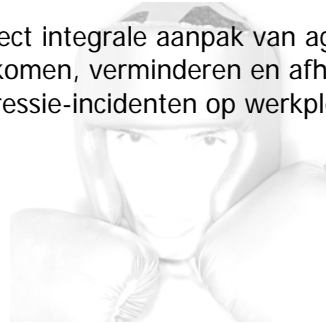 ect integrale aanpak van ag
komen, verminderen en afh
ressie-incidenten op werkpl